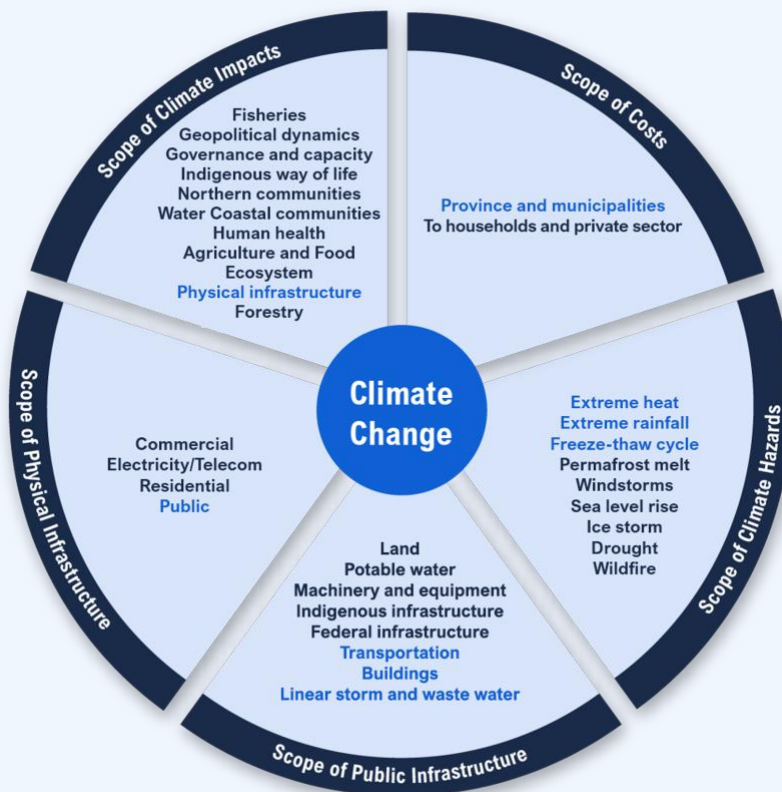 Scope of Climate Impacts
Fisheries
Geopolitical dynamics
Governance and capacity
Indigenous way of life
Northern communities
Water Coastal communities
Human health
Agriculture and Food
Ecosystem
Physical infrastructure
Forestry
Scope of Costs
Province and municipalities
To households and private sector
Climate
Change
Scope of Climate Hazards
Extreme heat
Extreme rainfall
Freeze-thaw cycle
Permafrost melt
Windstorms
Sea level rise
Ice storm
Drought
Wildfire
Scope of Public Infrastructure
Land
Potable water
Machinery and equipment
Indigenous infrastructure
Federal infrastructure
Transportation
Buildings
Linear storm and waste water
Scope of Physical Infrastructure
Commercial
Electricity/Telecom
Residential
Public